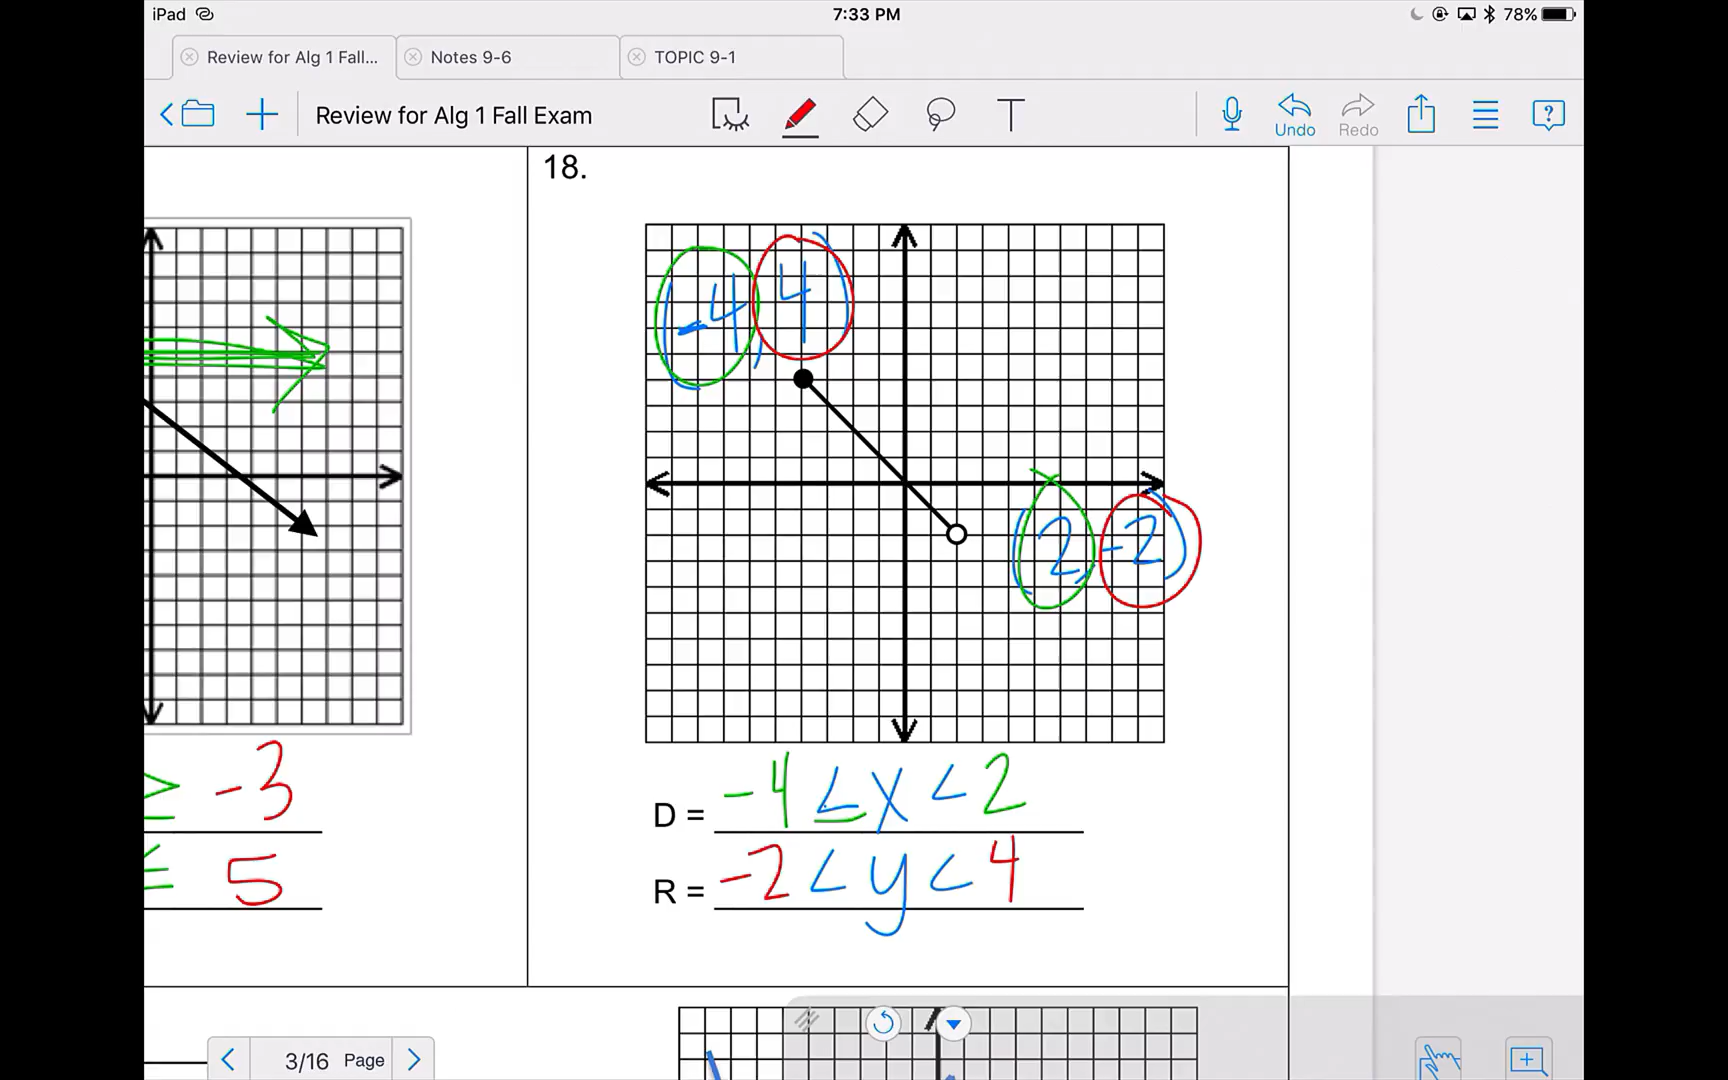 iPad 7:33 PM 78%
Review for Alg 1 Fall... Notes 9-6 TOPIC 9-1
Review for Alg 1 Fall Exam T Undo Redo ?
18.
(-4, 4)
(2, -2)
≥ -3
≤ 5
D = -4 ≤ x < 2
R = -2 < y < 4
3/16 Page